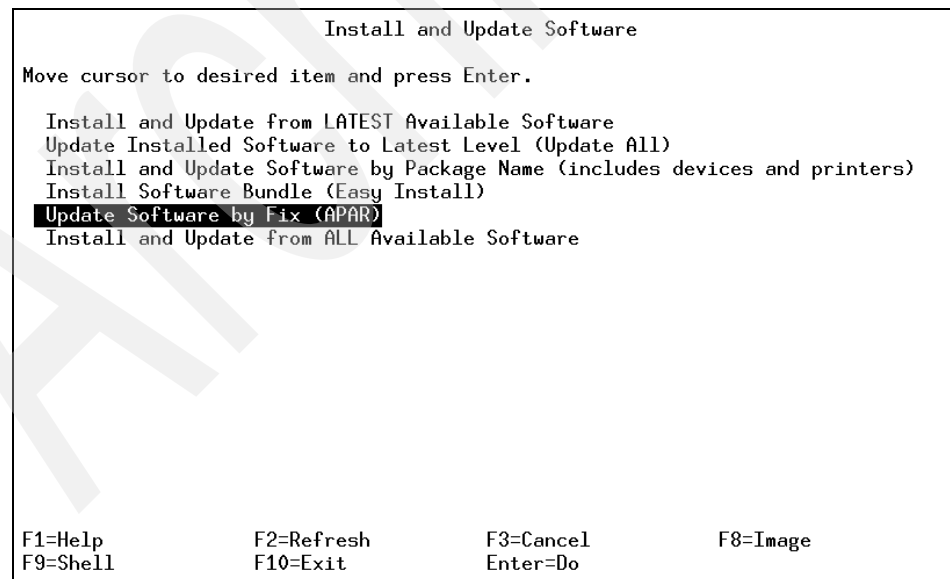 Install and Update Software
Move cursor to desired item and press Enter.
Install and Update from LATEST Available Software
Update Installed Software to Latest Level (Update All)
Install and Update Software by Package Name (includes devices and printers)
Install Software Bundle (Easy Install)
Update Software by Fix (APAR)
Install and Update from ALL Available Software
F1=Help F2=Refresh F3=Cancel F8=Image
F9=Shell F10=Exit Enter=Do